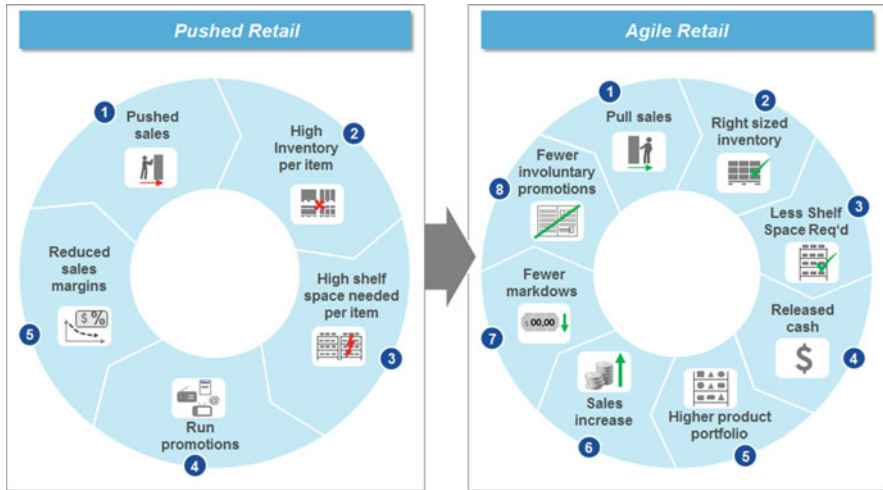 Pushed Retail
1
Pushed
sales
2
High
Inventory
per item
3
High shelf
space needed
per item
4
Run
promotions
@
5
Reduced
sales
margins
$ %
Agile Retail
1
Pull sales
2
Right sized
inventory
3
Less Shelf
Space Req'd
4
Released
cash
$
5
Higher product
portfolio
6
Sales
increase
7
Fewer
markdows
$ 00,00
8
Fewer
involuntary
promotions